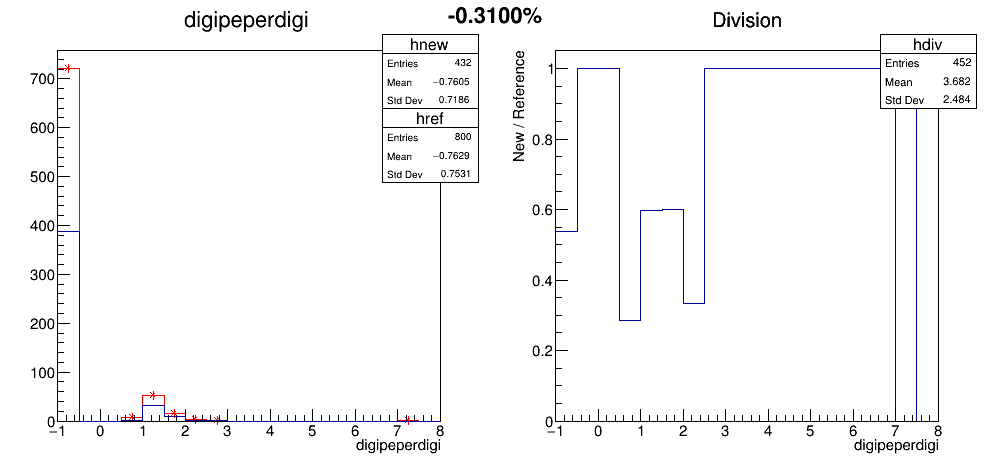 -0.3100%
digipeperdigi
hnew
Entries 432
Mean −0.7605
Std Dev 0.7186
href
Entries 800
Mean −0.7629
Std Dev 0.7531
700
600
500
400
300
200
100
0
−1 0 1 2 3 4 5 6 7 8
digipeperdigi
Division
hdiv
Entries 452
Mean 3.682
Std Dev 2.484
New / Reference
1
0.8
0.6
0.4
0.2
0
−1 0 1 2 3 4 5 6 7 8
digipeperdigi